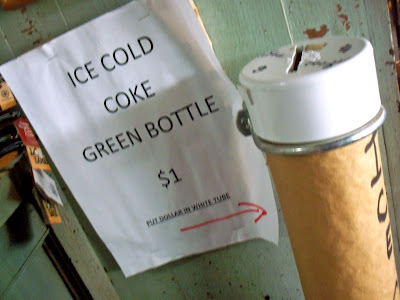 ICE COLD
COKE
GREEN BOTTLE
$1
PUT DOLLAR IN WHITE TUBE